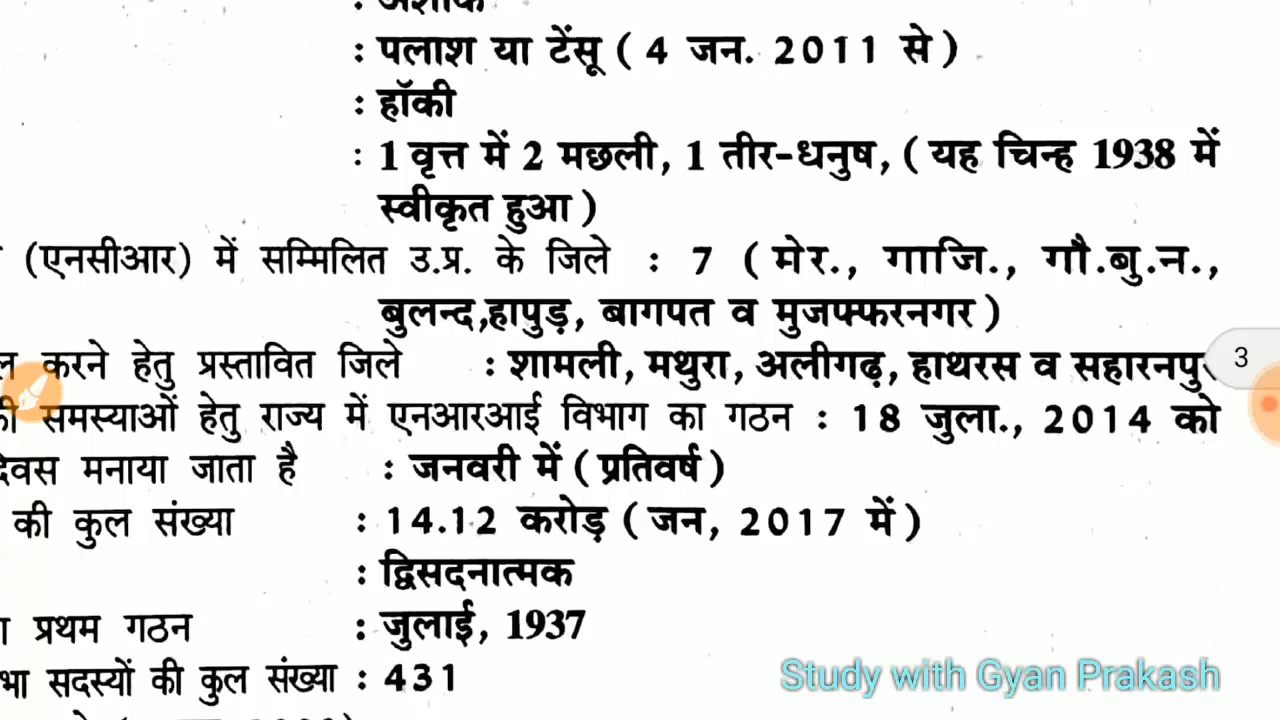 : अशोक
: पलाश या टेंसू ( 4 जन. 2011 से )
: हॉकी
: 1 वृत्त में 2 मछली, 1 तीर-धनुष, ( यह चिन्ह 1938 में
स्वीकृत हुआ )
(एनसीआर) में सम्मिलित उ.प्र. के जिले : 7 ( मेर., गाजि., गौ.बु.न.,
बुलन्द,हापुड़, बागपत व मुजफ्फरनगर )
करने हेतु प्रस्तावित जिले : शामली, मथुरा, अलीगढ़, हाथरस व सहारनपुर
3
समस्याओं हेतु राज्य में एनआरआई विभाग का गठन : 18 जुला., 2014 को
मनाया जाता है : जनवरी में ( प्रतिवर्ष )
की कुल संख्या : 14.12 करोड़ ( जन, 2017 में )
: द्विसदनात्मक
प्रथम गठन : जुलाई, 1937
सदस्यों की कुल संख्या : 431
Study with Gyan Prakash